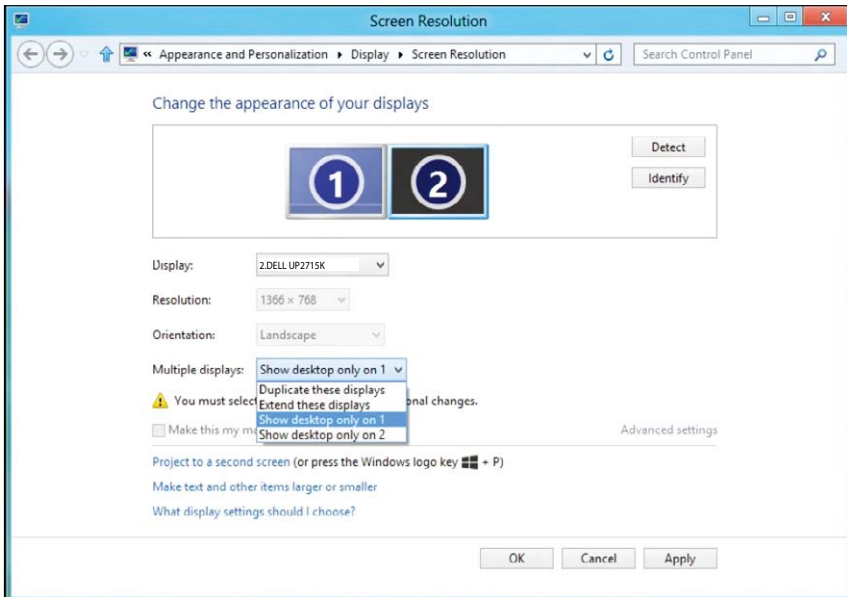 Screen Resolution
« Appearance and Personalization ▸ Display ▸ Screen Resolution
Search Control Panel
Change the appearance of your displays
1 2
Detect
Identify
Display: 2.DELL UP2715K
Resolution: 1366 × 768
Orientation: Landscape
Multiple displays: Show desktop only on 1
Duplicate these displays
You must select onal changes.
Extend these displays
Show desktop only on 1
Make this my m Advanced settings
Show desktop only on 2
Project to a second screen (or press the Windows logo key + P)
Make text and other items larger or smaller
What display settings should I choose?
OK Cancel Apply